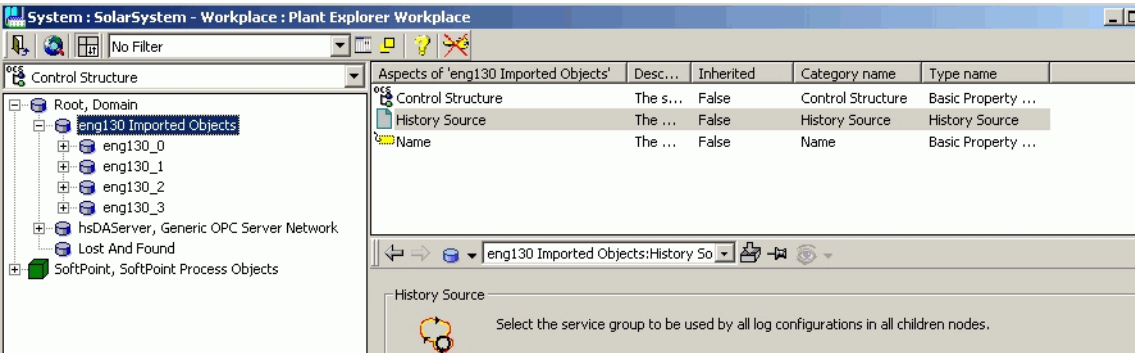 System : SolarSystem - Workplace : Plant Explorer Workplace
No Filter
Control Structure
Root, Domain
eng130 Imported Objects
eng130_0
eng130_1
eng130_2
eng130_3
hsDAServer, Generic OPC Server Network
Lost And Found
SoftPoint, SoftPoint Process Objects
Aspects of 'eng130 Imported Objects' Desc... Inherited Category name Type name
Control Structure The s... False Control Structure Basic Property ...
History Source The ... False History Source History Source
Name The ... False Name Basic Property ...
eng130 Imported Objects:History So
History Source
Select the service group to be used by all log configurations in all children nodes.